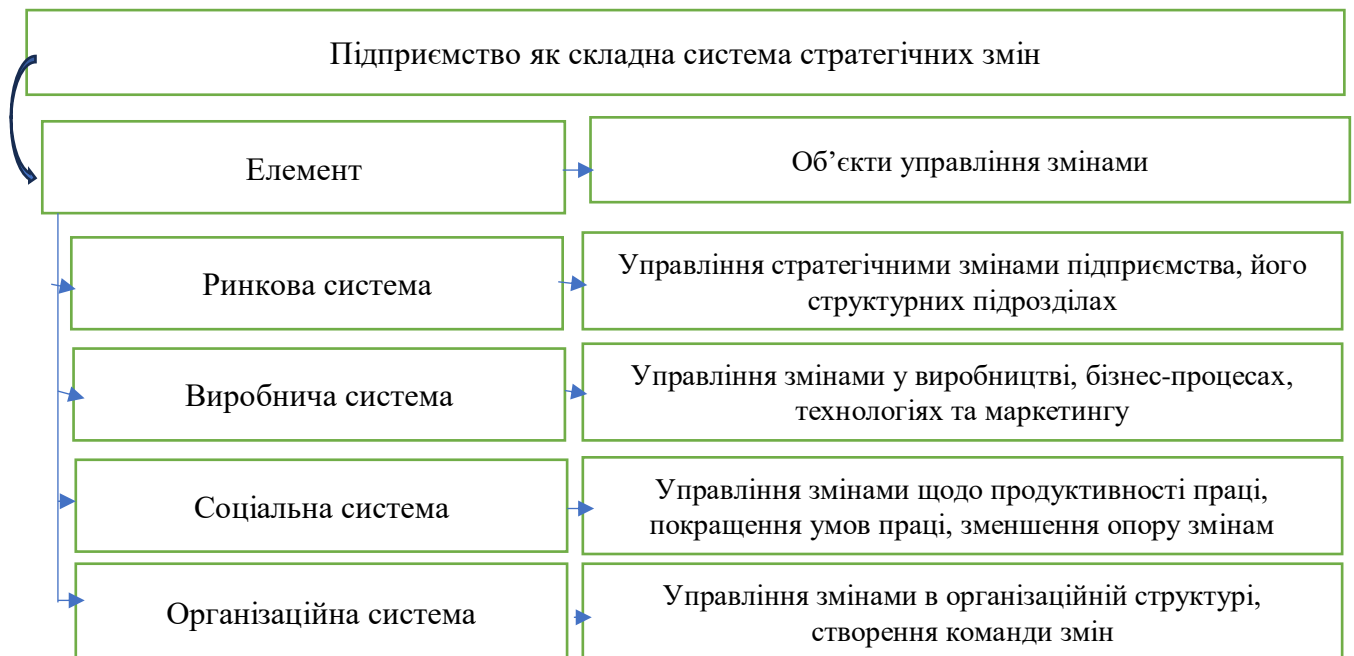 Підприємство як складна система стратегічних змін
Елемент
Об’єкти управління змінами
Ринкова система
Управління стратегічними змінами підприємства, його
структурних підрозділах
Виробнича система
Управління змінами у виробництві, бізнес-процесах,
технологіях та маркетингу
Соціальна система
Управління змінами щодо продуктивності праці,
покращення умов праці, зменшення опору змінам
Організаційна система
Управління змінами в організаційній структурі,
створення команди змін